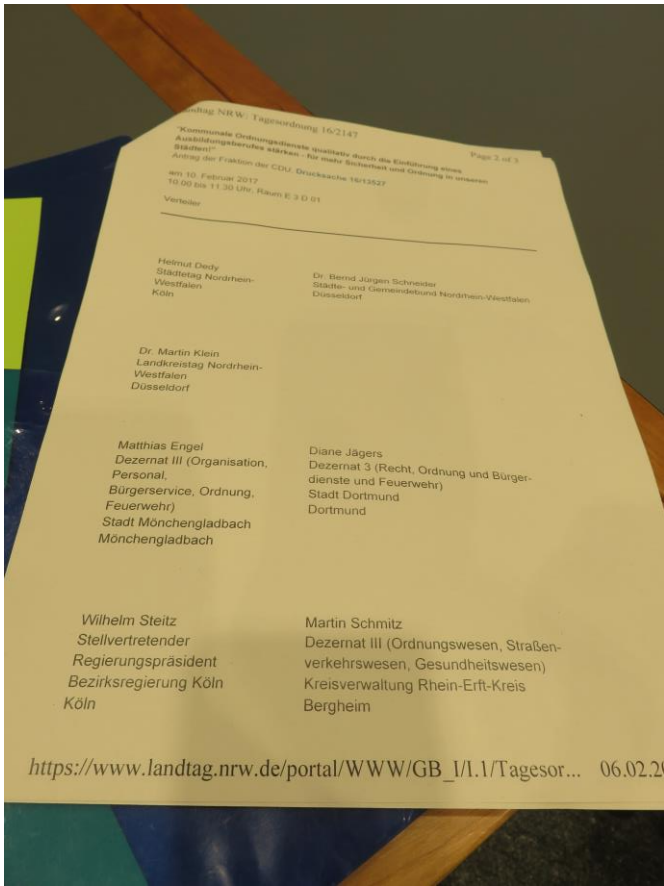 Landtag NRW: Tagesordnung 16/2147
Page 2 of 3
"Kommunale Ordnungsdienste qualitativ durch die Einführung eines
Ausbildungsberufes stärken - für mehr Sicherheit und Ordnung in unseren
Städten!"
Antrag der Fraktion der CDU, Drucksache 16/13527
am 10. Februar 2017
10.00 bis 11.30 Uhr, Raum E 3 D 01
Verteiler
Helmut Dedy
Städtetag Nordrhein-
Westfalen
Köln
Dr. Bernd Jürgen Schneider
Städte- und Gemeindebund Nordrhein-Westfalen
Düsseldorf
Dr. Martin Klein
Landkreistag Nordrhein-
Westfalen
Düsseldorf
Matthias Engel
Dezernat III (Organisation,
Personal,
Bürgerservice, Ordnung,
Feuerwehr)
Stadt Mönchengladbach
Mönchengladbach
Diane Jägers
Dezernat 3 (Recht, Ordnung und Bürger-
dienste und Feuerwehr)
Stadt Dortmund
Dortmund
Wilhelm Steitz
Stellvertretender
Regierungspräsident
Bezirksregierung Köln
Köln
Martin Schmitz
Dezernat III (Ordnungswesen, Straßen-
verkehrswesen, Gesundheitswesen)
Kreisverwaltung Rhein-Erft-Kreis
Bergheim
https://www.landtag.nrw.de/portal/WWW/GB_I/I.1/Tagesor... 06.02.20